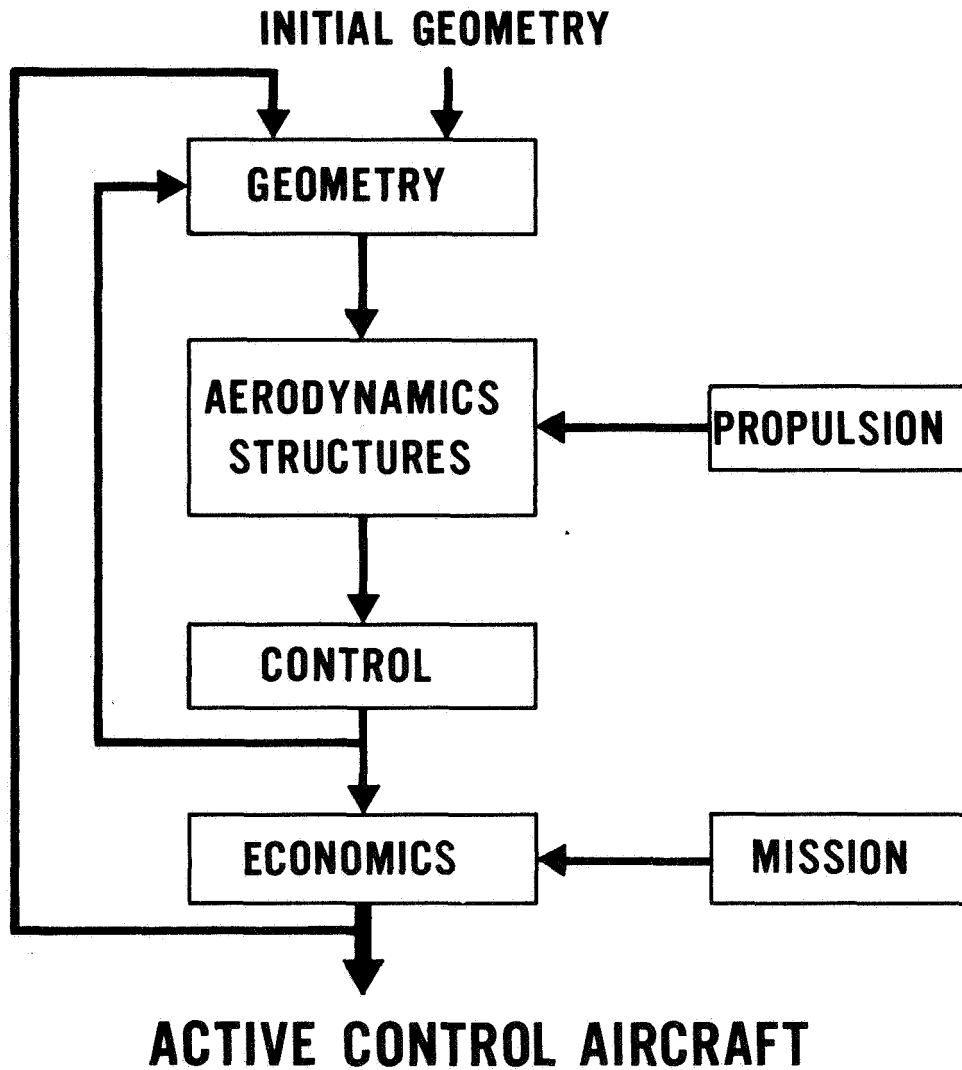 INITIAL GEOMETRY
GEOMETRY
AERODYNAMICS
STRUCTURES
PROPULSION
CONTROL
ECONOMICS
MISSION
ACTIVE CONTROL AIRCRAFT